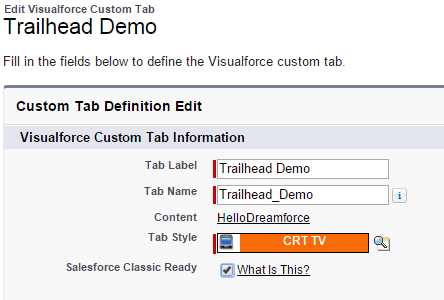 Edit Visualforce Custom Tab
Trailhead Demo
Fill in the fields below to define the Visualforce custom tab.
Custom Tab Definition Edit
Visualforce Custom Tab Information
Tab Label Trailhead Demo
Tab Name Trailhead_Demo i
Content HelloDreamforce
Tab Style CRT TV
Salesforce Classic Ready What Is This?